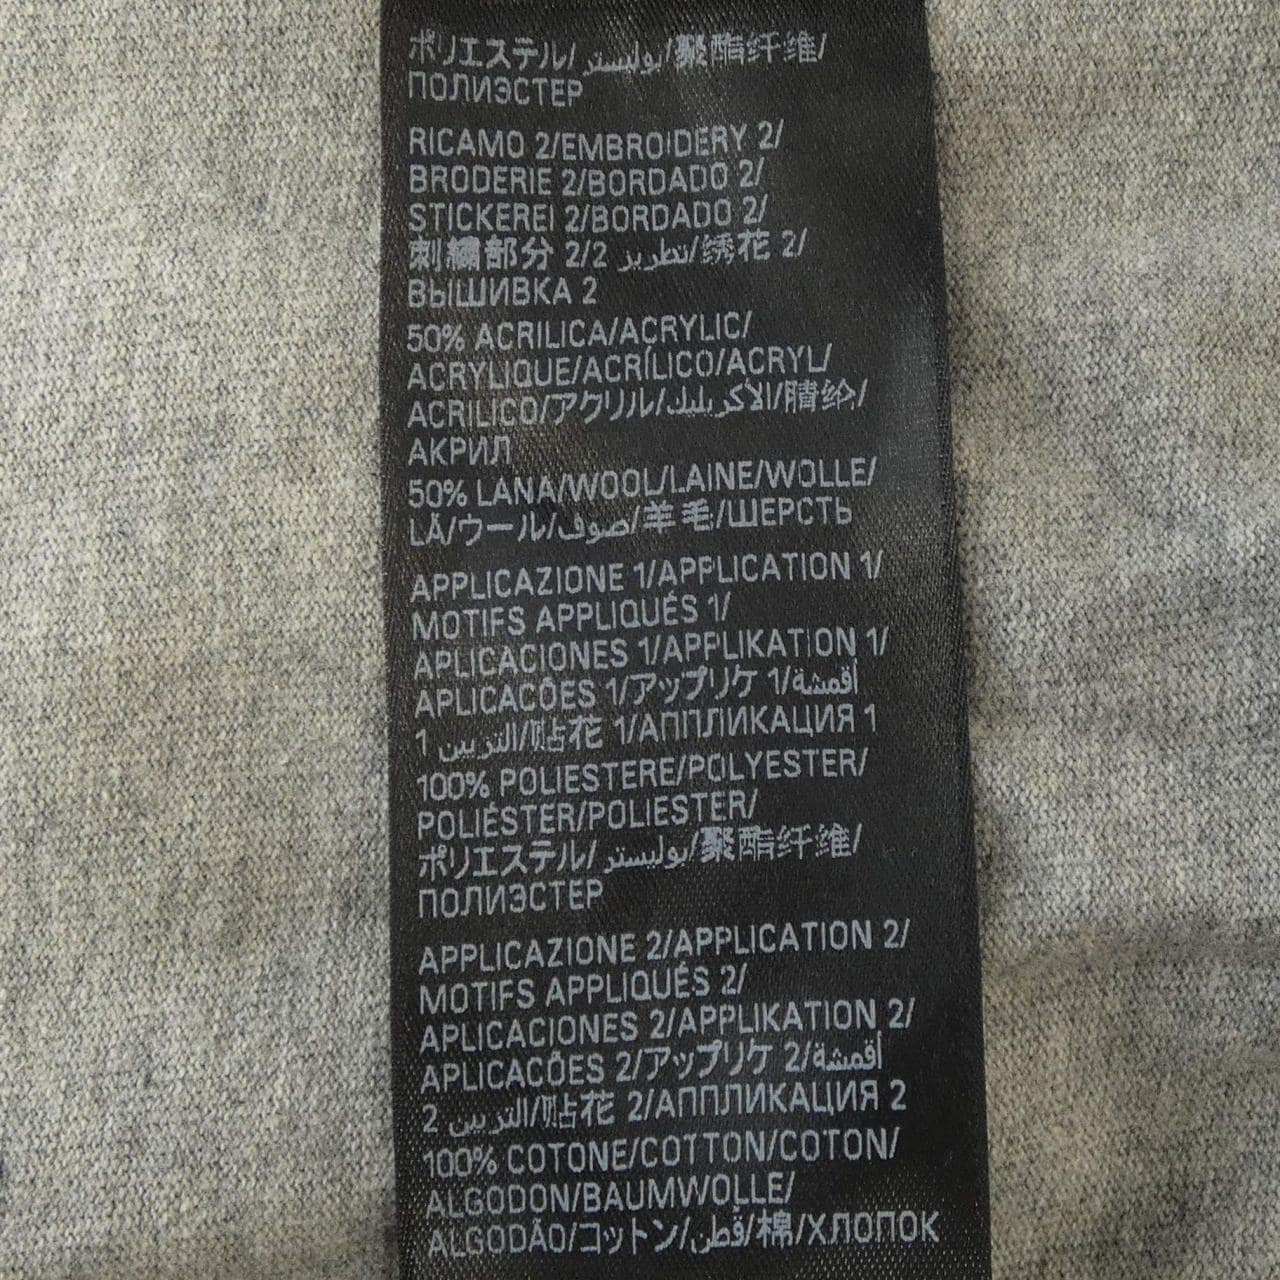 ポリエステル/بوليستر/聚酯纤维/
ПОЛИЭСТЕР
RICAMO 2/EMBROIDERY 2/
BRODERIE 2/BORDADO 2/
STICKEREI 2/BORDADO 2/
刺繍部分 2/2 تطريز/绣花 2/
ВЫШИВКА 2
50% ACRILICA/ACRYLIC/
ACRYLIQUE/ACRÍLICO/ACRYL/
ACRILICO/アクリル/الأكريليك/腈纶/
АКРИЛ
50% LANA/WOOL/LAINE/WOLLE/
LÃ/ウール/صوف/羊毛/ШЕРСТЬ
APPLICAZIONE 1/APPLICATION 1/
MOTIFS APPLIQUÉS 1/
APLICACIONES 1/APPLIKATION 1/
APLICACÕES 1/アップリケ 1/أقمشة
1 التزيين/贴花 1/АППЛИКАЦИЯ 1
100% POLIESTERE/POLYESTER/
POLIÉSTER/POLIESTER/
ポリエステル/بوليستر/聚酯纤维/
ПОЛИЭСТЕР
APPLICAZIONE 2/APPLICATION 2/
MOTIFS APPLIQUÉS 2/
APLICACIONES 2/APPLIKATION 2/
APLICACÕES 2/アップリケ 2/أقمشة
2 التزيين/贴花 2/АППЛИКАЦИЯ 2
100% COTONE/COTTON/COTON/
ALGODON/BAUMWOLLE/
ALGODÃO/コットン/قطن/棉/ХЛОПОК